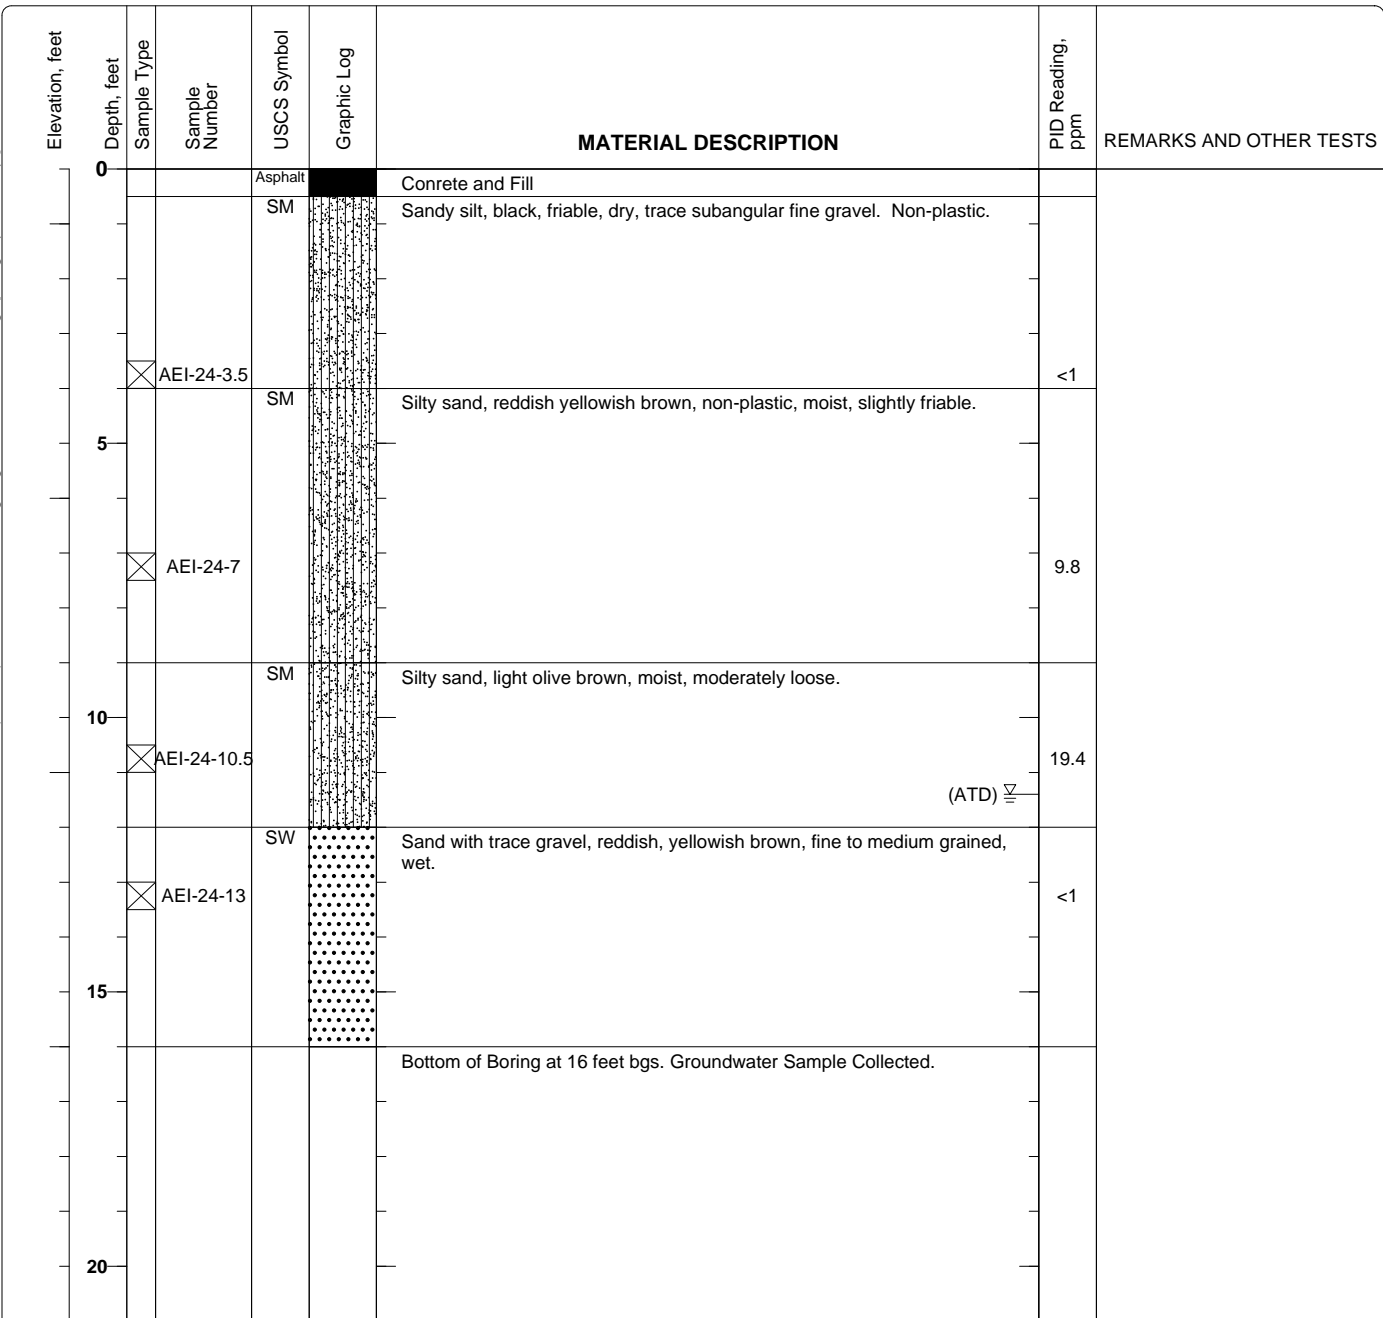 Elevation, feet
Depth, feet
Sample Type
Sample
Number
USCS Symbol
Graphic Log
MATERIAL DESCRIPTION
PID Reading,
ppm
REMARKS AND OTHER TESTS
0
Asphalt
Conrete and Fill
SM
Sandy silt, black, friable, dry, trace subangular fine gravel.  Non-plastic.
AEI-24-3.5
<1
SM
Silty sand, reddish yellowish brown, non-plastic, moist, slightly friable.
5
AEI-24-7
9.8
SM
Silty sand, light olive brown, moist, moderately loose.
10
AEI-24-10.5
19.4
(ATD)
SW
Sand with trace gravel, reddish, yellowish brown, fine to medium grained,
wet.
AEI-24-13
<1
15
Bottom of Boring at 16 feet bgs. Groundwater Sample Collected.
20